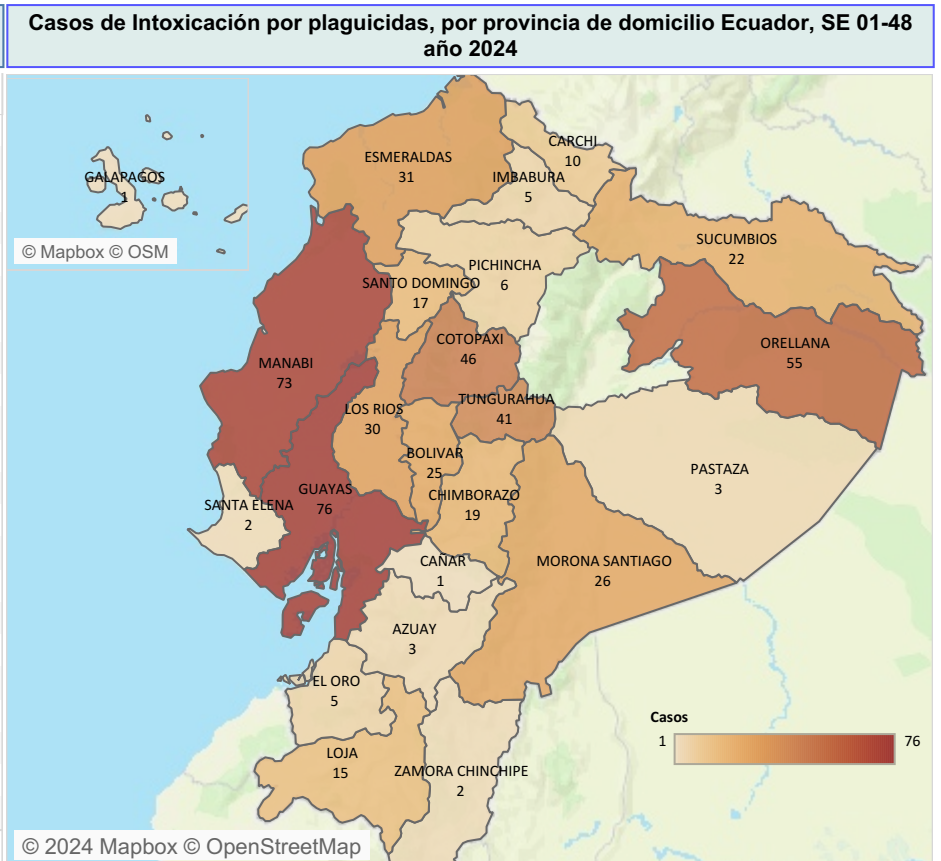 Casos de Intoxicación por plaguicidas, por provincia de domicilio Ecuador, SE 01-48
año 2024
GALAPAGOS
1
© Mapbox © OSM
ESMERALDAS
31
CARCHI
10
IMBABURA
5
SUCUMBIOS
22
PICHINCHA
6
SANTO DOMINGO
17
COTOPAXI
46
ORELLANA
55
MANABI
73
TUNGURAHUA
41
LOS RIOS
30
BOLIVAR
25
PASTAZA
3
GUAYAS
76
CHIMBORAZO
19
SANTA ELENA
2
CAÑAR
1
MORONA SANTIAGO
26
AZUAY
3
EL ORO
5
LOJA
15
ZAMORA CHINCHIPE
2
Casos
1 76
© 2024 Mapbox © OpenStreetMap